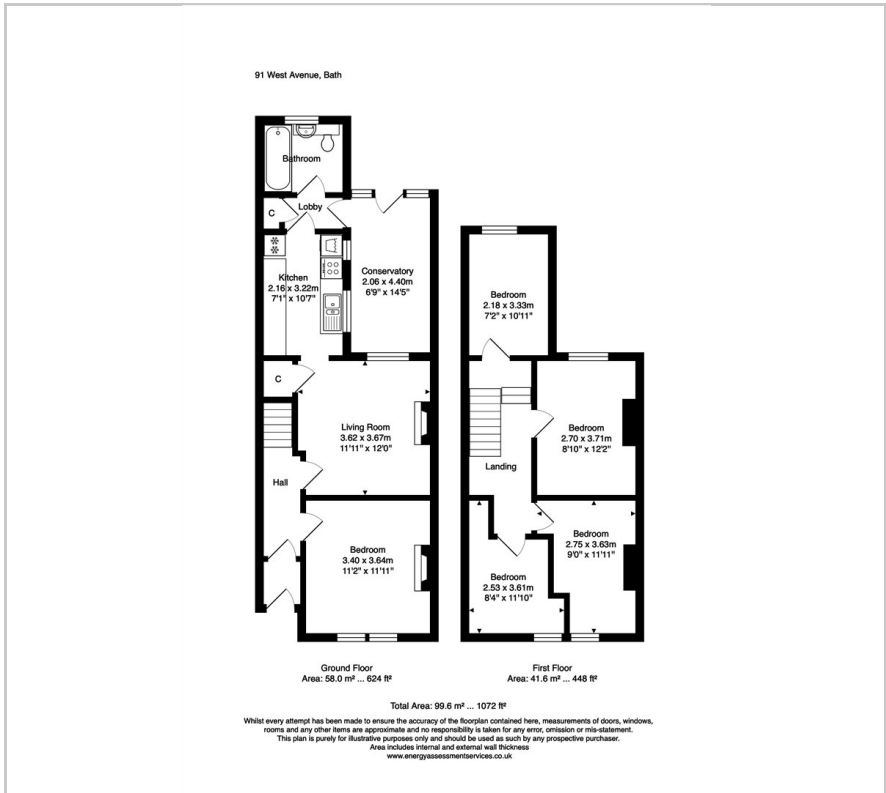 91 West Avenue, Bath
Bathroom
Lobby
C
Kitchen
2.16 x 3.22m
7'1" x 10'7"
Conservatory
2.06 x 4.40m
6'9" x 14'5"
C
Living Room
3.62 x 3.67m
11'11" x 12'0"
Hall
Bedroom
3.40 x 3.64m
11'2" x 11'11"
Bedroom
2.18 x 3.33m
7'2" x 10'11"
Bedroom
2.70 x 3.71m
8'10" x 12'2"
Landing
Bedroom
2.75 x 3.63m
9'0" x 11'11"
Bedroom
2.53 x 3.61m
8'4" x 11'10"
Ground Floor
Area: 58.0 m² ... 624 ft²
First Floor
Area: 41.6 m² ... 448 ft²
Total Area: 99.6 m² ... 1072 ft²
Whilst every attempt has been made to ensure the accuracy of the floorplan contained here, measurements of doors, windows,
rooms and any other items are approximate and no responsibility is taken for any error, omission or mis-statement.
This plan is purely for illustrative purposes only and should be used as such by any prospective purchaser.
Area includes internal and external wall thickness
www.energyassessmentservices.co.uk